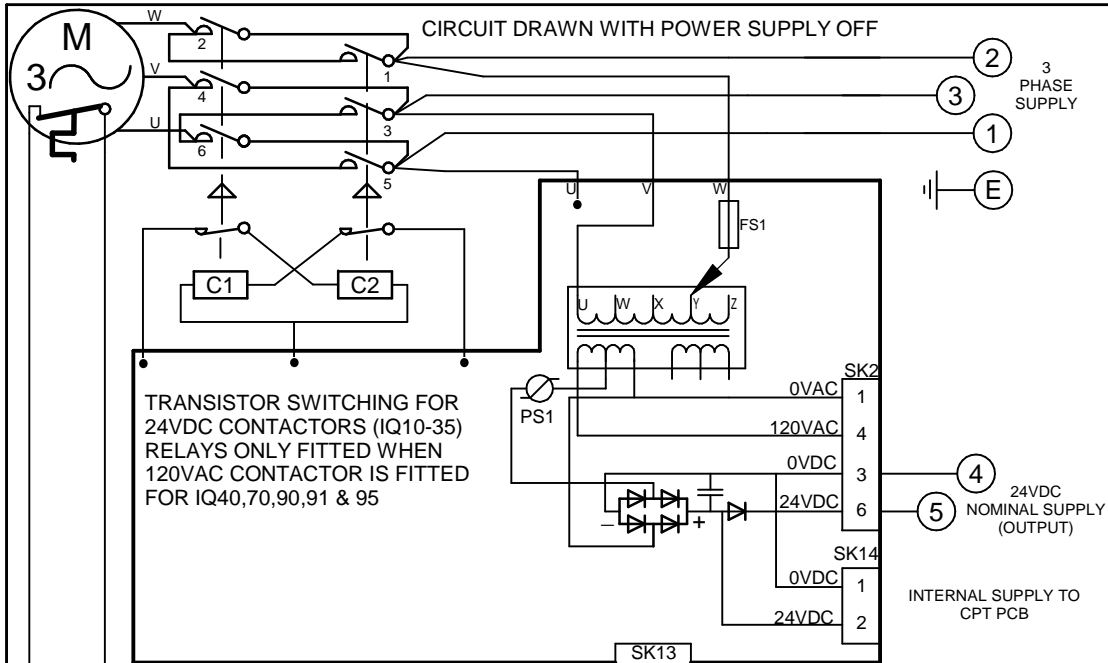 CIRCUIT DRAWN WITH POWER SUPPLY OFF
W
M
3
V
U
2
1
4
3
6
5
2
3
1
E
3
PHASE
SUPPLY
U
V
W
FS1
C1
C2
U
W
X
Y
Z
PS1
TRANSISTOR SWITCHING FOR
24VDC CONTACTORS (IQ10-35)
RELAYS ONLY FITTED WHEN
120VAC CONTACTOR IS FITTED
FOR IQ40,70,90,91 & 95
SK2
0VAC 1
120VAC 4
0VDC 3
24VDC 6
4
5
24VDC
NOMINAL SUPPLY
(OUTPUT)
– +
SK14
0VDC 1
24VDC 2
INTERNAL SUPPLY TO
CPT PCB
SK13